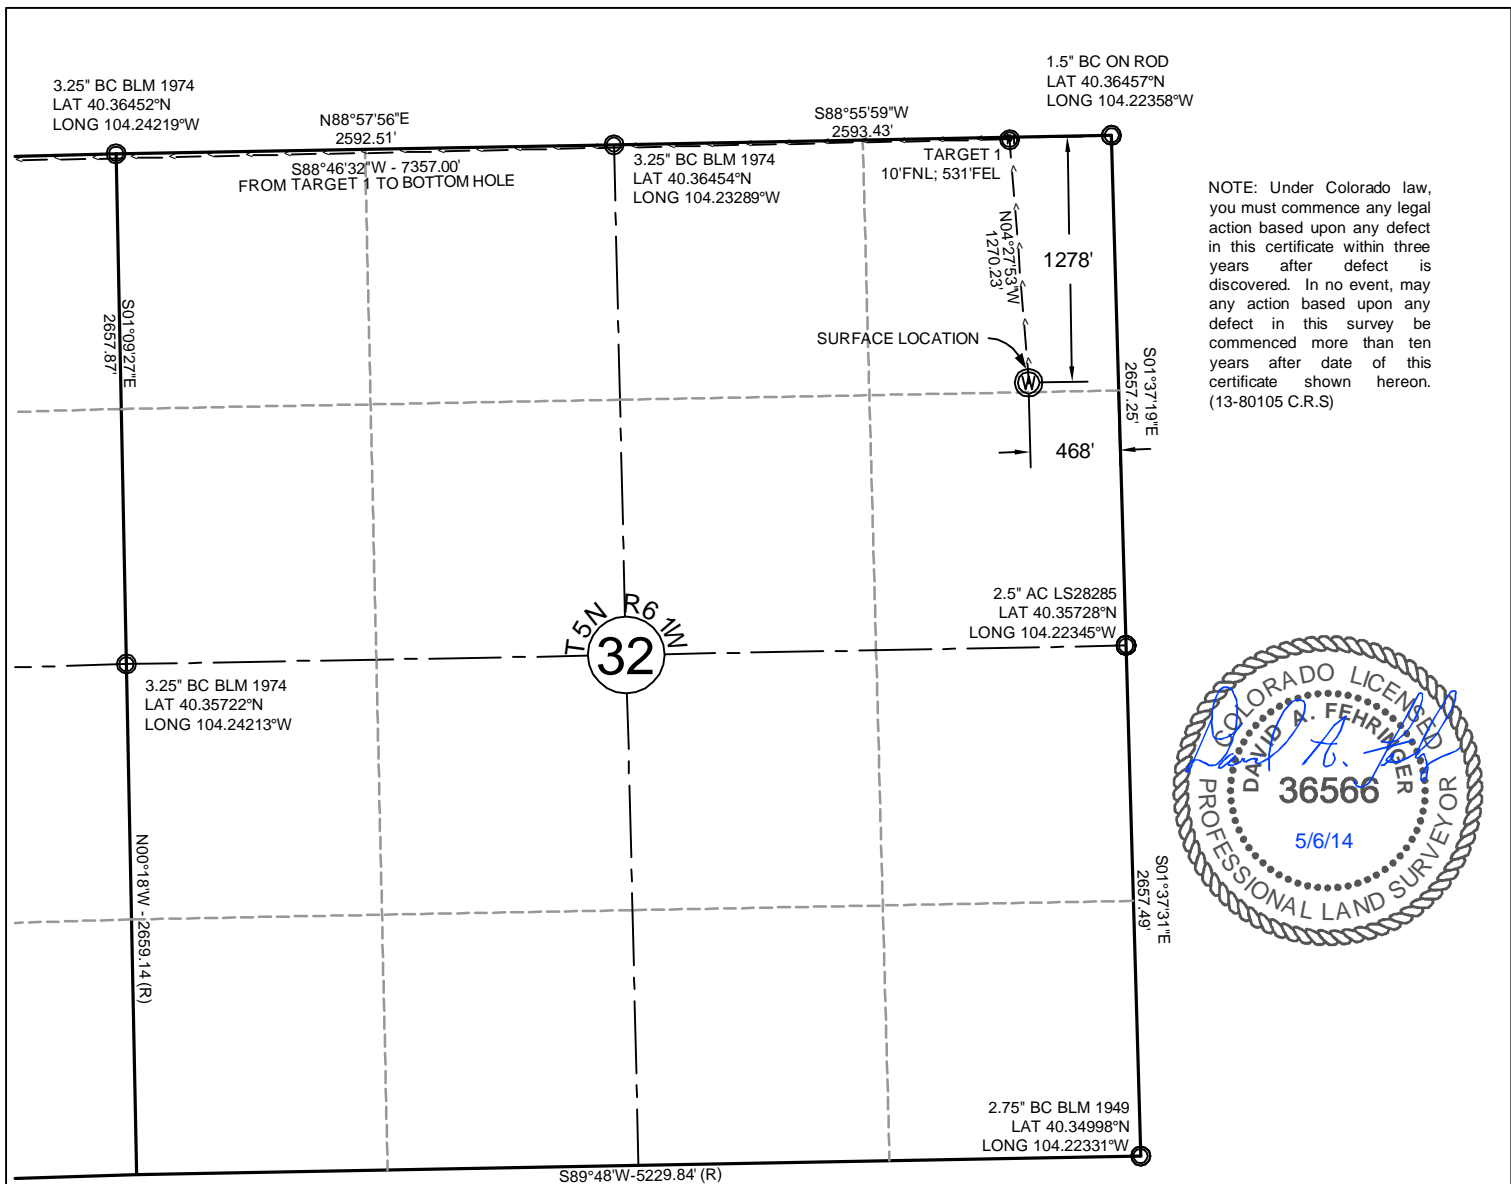 3.25" BC BLM 1974
LAT 40.36452°N
LONG 104.24219°W
N88°57'56"E
2592.51'
S88°46'32"W - 7357.00'
FROM TARGET 1 TO BOTTOM HOLE
3.25" BC BLM 1974
LAT 40.36454°N
LONG 104.23289°W
S88°55'59"W
2593.43'
TARGET 1
10'FNL; 531'FEL
1.5" BC ON ROD
LAT 40.36457°N
LONG 104.22358°W
N04°27'53"W
1270.23'
1278'
SURFACE LOCATION
W
468'
S01°37'19"E
2657.25'
NOTE: Under Colorado law,
you must commence any legal
action based upon any defect
in this certificate within three
years after defect is
discovered. In no event, may
any action based upon any
defect in this survey be
commenced more than ten
years after date of this
certificate shown hereon.
(13-80105 C.R.S)
S01°09'27"E
2657.87'
2.5" AC LS28285
LAT 40.35728°N
LONG 104.22345°W
T5N R61W
32
3.25" BC BLM 1974
LAT 40.35722°N
LONG 104.24213°W
COLORADO LICENSED
DAVID A. FEHRINGER
David A. Fehringer
36566
5/6/14
PROFESSIONAL LAND SURVEYOR
N00°18'W - 2659.14 (R)
S01°37'31"E
2657.49'
2.75" BC BLM 1949
LAT 40.34998°N
LONG 104.22331°W
S89°48'W-5229.84' (R)